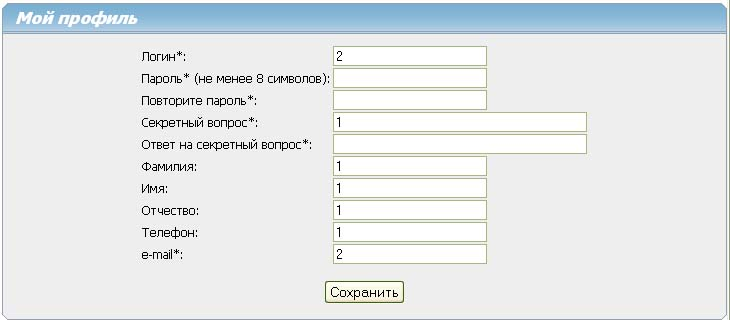 Мой профиль
Логин*: 2
Пароль* (не менее 8 символов):
Повторите пароль*:
Секретный вопрос*: 1
Ответ на секретный вопрос*:
Фамилия: 1
Имя: 1
Отчество: 1
Телефон: 1
e-mail*: 2
Сохранить